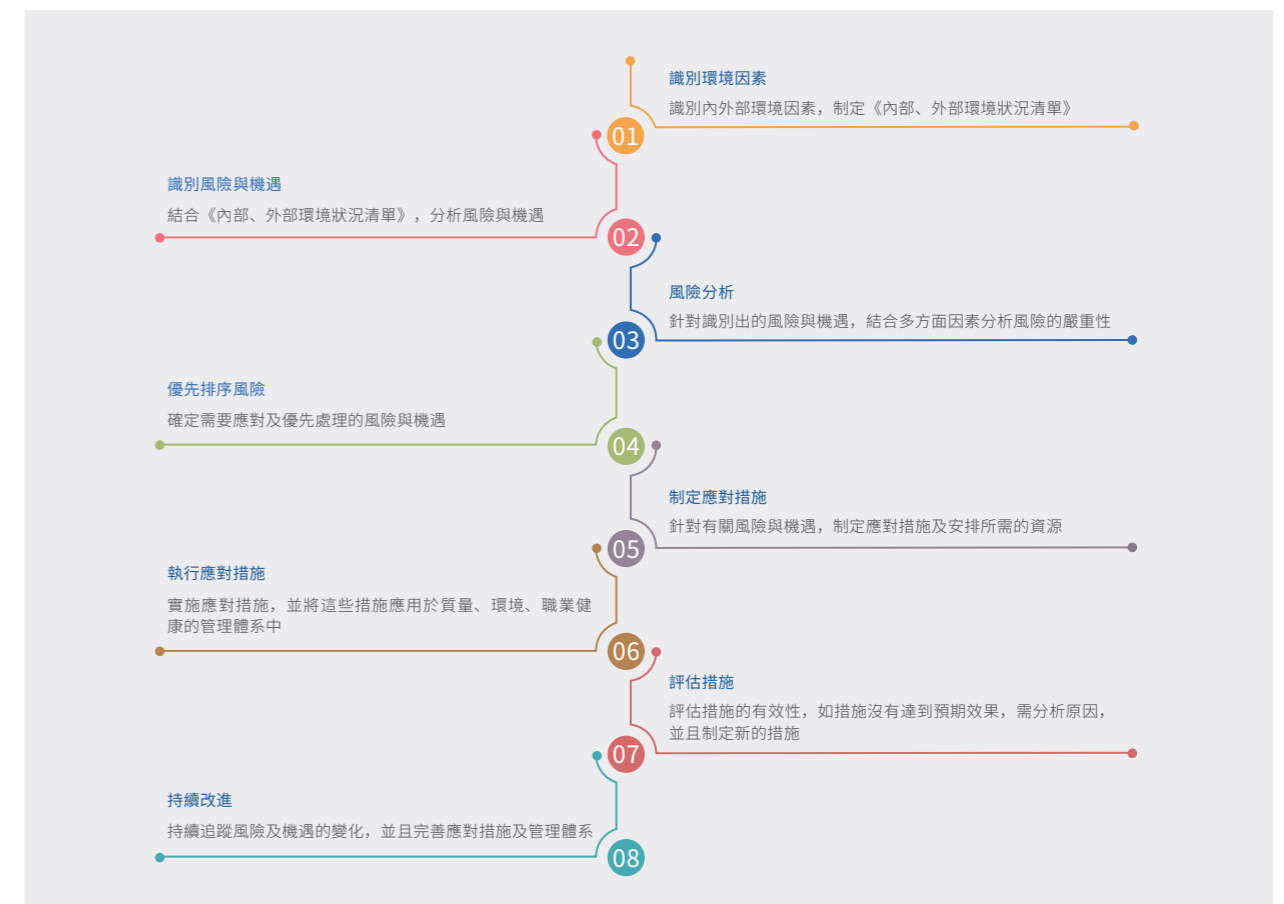 識別環境因素
識別內外部環境因素，制定《內部、外部環境狀況清單》
01
識別風險與機遇
結合《內部、外部環境狀況清單》，分析風險與機遇
02
風險分析
針對識別出的風險與機遇，結合多方面因素分析風險的嚴重性
03
優先排序風險
確定需要應對及優先處理的風險與機遇
04
制定應對措施
針對有關風險與機遇，制定應對措施及安排所需的資源
05
執行應對措施
實施應對措施，並將這些措施應用於質量、環境、職業健
康的管理體系中
06
評估措施
評估措施的有效性，如措施沒有達到預期效果，需分析原因，
並且制定新的措施
07
持續改進
持續追蹤風險及機遇的變化，並且完善應對措施及管理體系
08